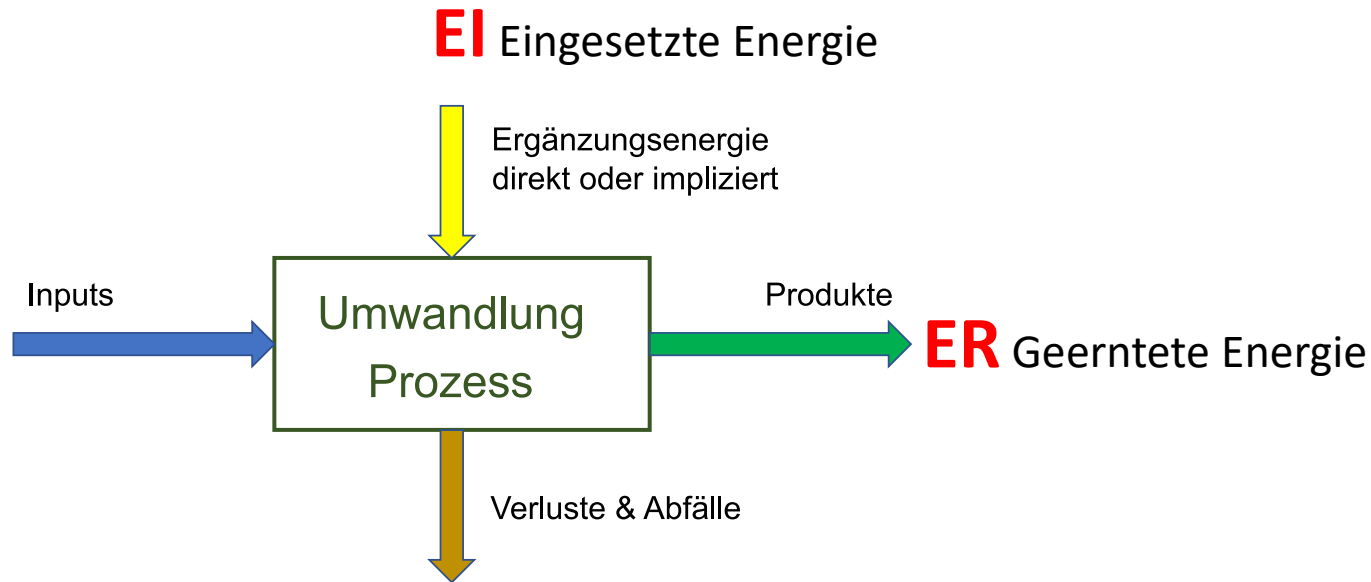 EI Eingesetzte Energie
Ergänzungsenergie
direkt oder impliziert
Inputs
Umwandlung
Prozess
Produkte
ER Geerntete Energie
Verluste & Abfälle